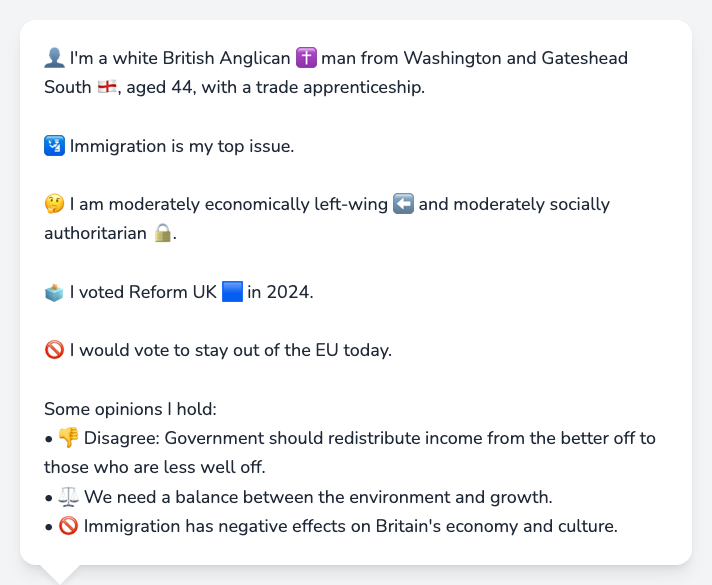 👤 I'm a white British Anglican ✝️ man from Washington and Gateshead
South 🏴󠁧󠁢󠁥󠁮󠁧󠁿, aged 44, with a trade apprenticeship.
🛂 Immigration is my top issue.
🤔 I am moderately economically left-wing ⬅️ and moderately socially
authoritarian 🔒.
🗳️ I voted Reform UK 🟦 in 2024.
🚫 I would vote to stay out of the EU today.
Some opinions I hold:
• 👎 Disagree: Government should redistribute income from the better off to
those who are less well off.
• ⚖️ We need a balance between the environment and growth.
• 🚫 Immigration has negative effects on Britain's economy and culture.